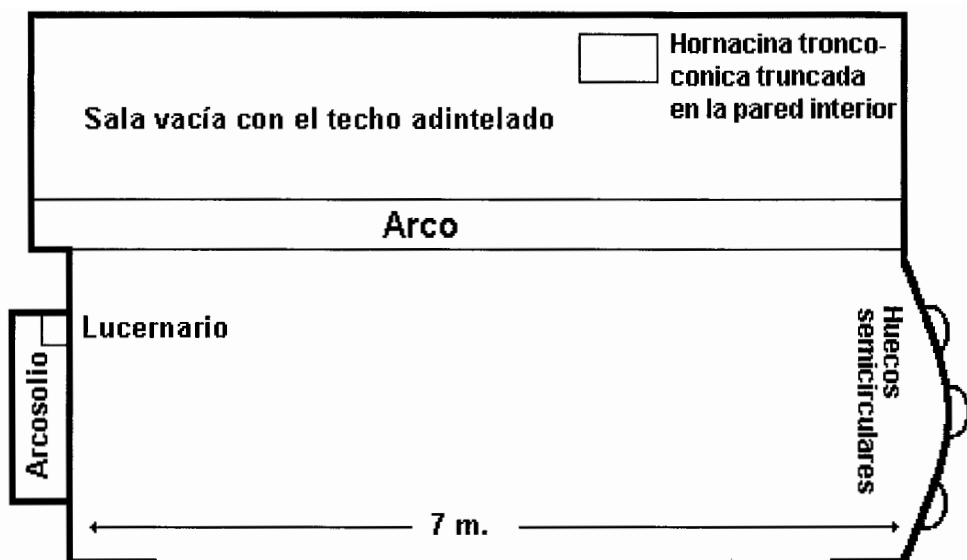 Hornacina tronco-
conica truncada
en la pared interior
Sala vacía con el techo adintelado
Arco
Lucernario
Arcosolio
Huecos
semicirculares
7 m.